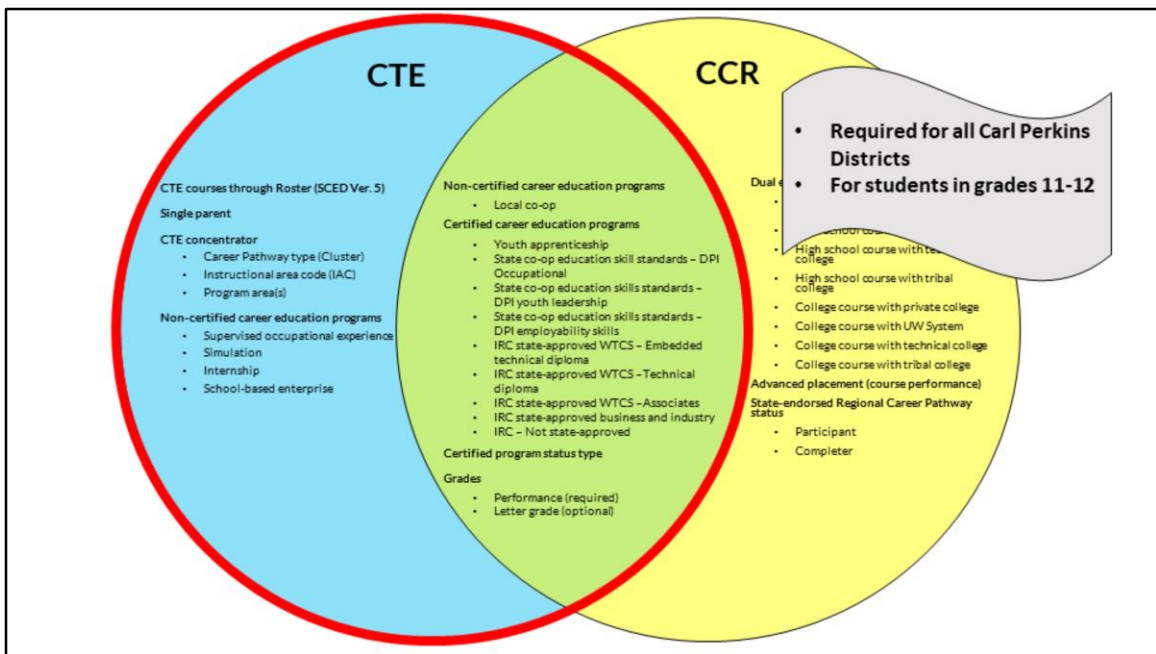 CTE
CCR
• Required for all Carl Perkins
Districts
• For students in grades 11-12
CTE courses through Roster (SCED Ver. 5)
Single parent
CTE concentrator
• Career Pathway type (Cluster)
• Instructional area code (IAC)
• Program area(s)
Non-certified career education programs
• Supervised occupational experience
• Simulation
• Internship
• School-based enterprise
Non-certified career education programs
• Local co-op
Certified career education programs
• Youth apprenticeship
• State co-op education skill standards – DPI
Occupational
• State co-op education skills standards –
DPI youth leadership
• State co-op education skills standards –
DPI employability skills
• IRC state-approved WTCS – Embedded
technical diploma
• IRC state-approved WTCS –Technical
diploma
• IRC state-approved WTCS –Associates
• IRC state-approved business and industry
• IRC – Not state-approved
Certified program status type
Grades
• Performance (required)
• Letter grade (optional)
Dual
• High school course with
college
• High school course with tribal
college
• College course with private college
• College course with UW System
• College course with technical college
• College course with tribal college
Advanced placement (course performance)
State-endorsed Regional Career Pathway
status
• Participant
• Completer